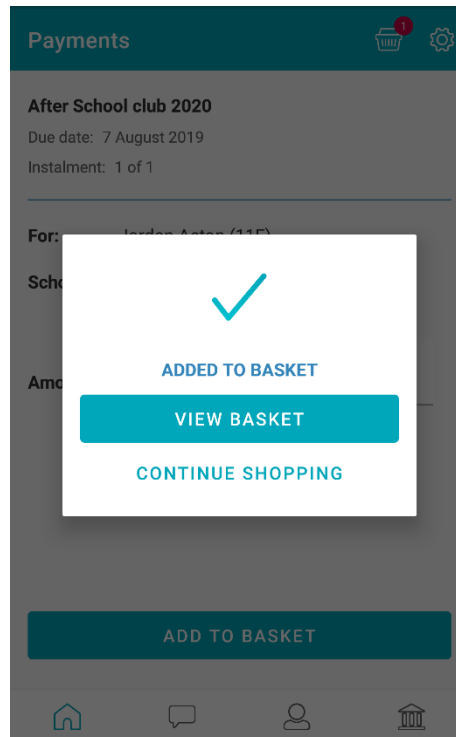 Payments
1
After School club 2020
Due date: 7 August 2019
Instalment: 1 of 1
For:
ADDED TO BASKET
VIEW BASKET
CONTINUE SHOPPING
ADD TO BASKET